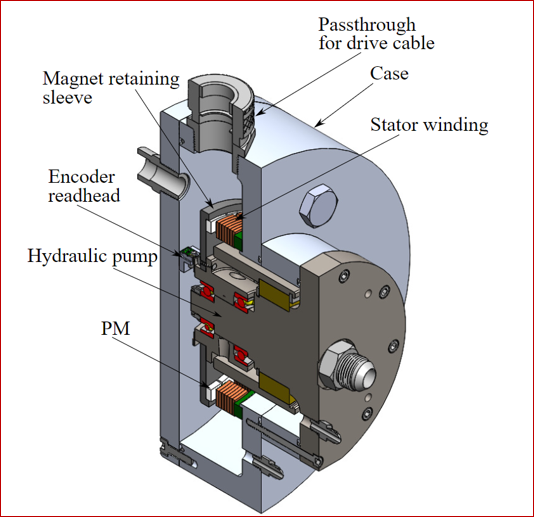 Passthrough
for drive cable
Magnet retaining
sleeve
Case
Stator winding
Encoder
readhead
Hydraulic pump
PM